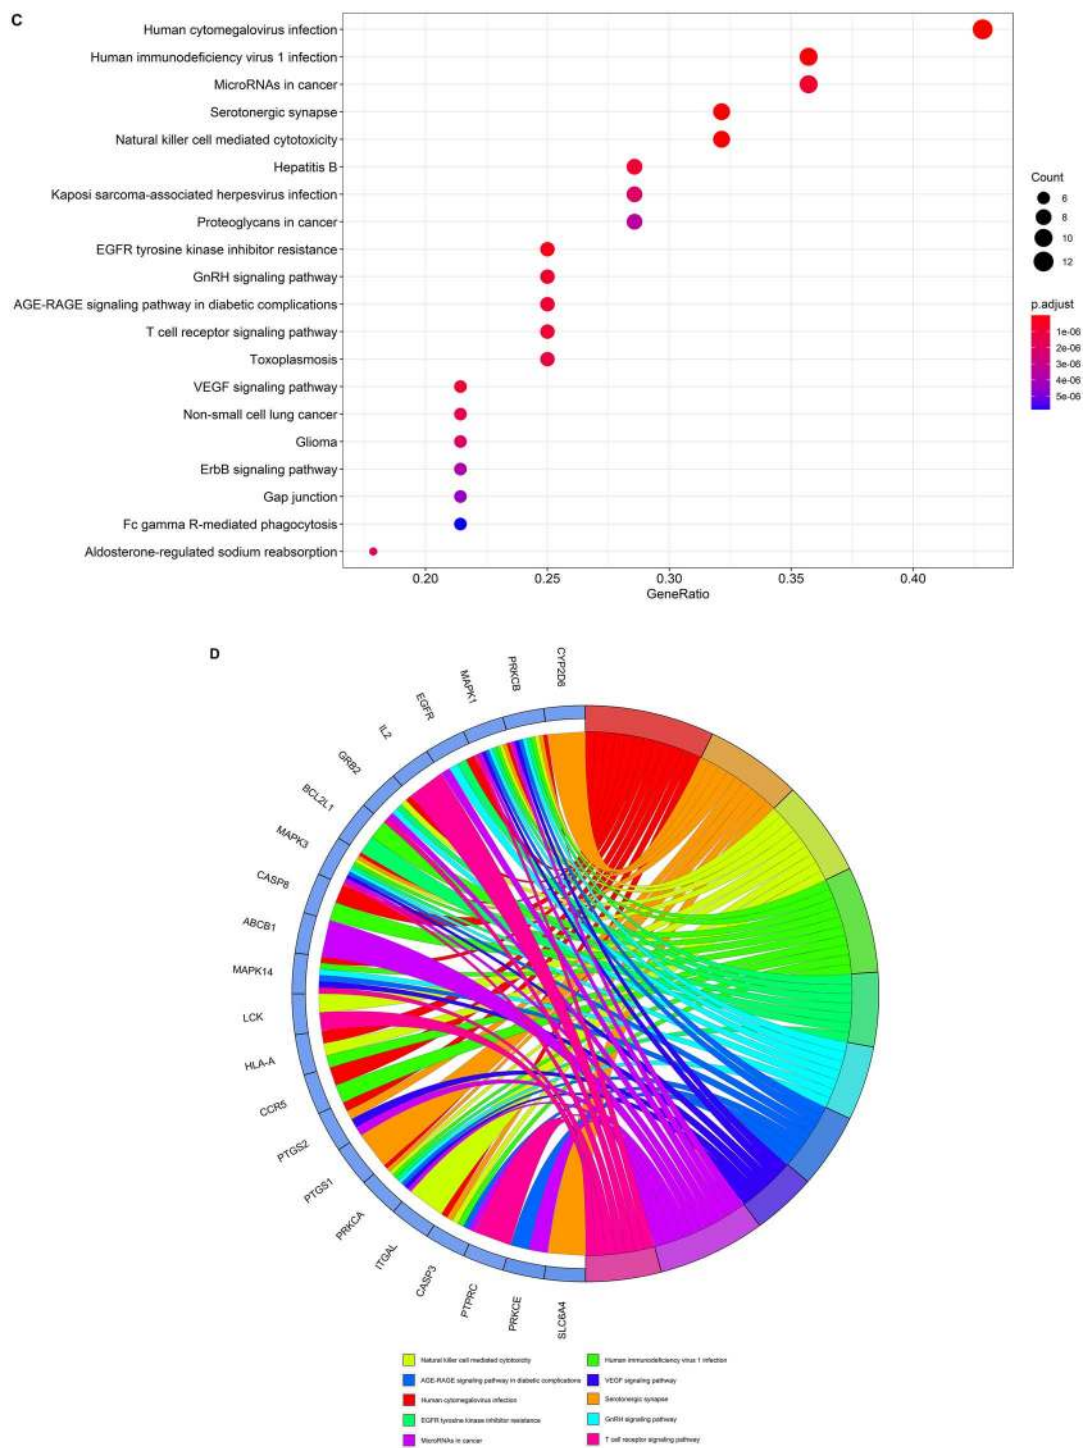 C
Human cytomegalovirus infection
Human immunodeficiency virus 1 infection
MicroRNAs in cancer
Serotonergic synapse
Natural killer cell mediated cytotoxicity
Hepatitis B
Kaposi sarcoma-associated herpesvirus infection
Proteoglycans in cancer
EGFR tyrosine kinase inhibitor resistance
GnRH signaling pathway
AGE-RAGE signaling pathway in diabetic complications
T cell receptor signaling pathway
Toxoplasmosis
VEGF signaling pathway
Non-small cell lung cancer
Glioma
ErbB signaling pathway
Gap junction
Fc gamma R-mediated phagocytosis
Aldosterone-regulated sodium reabsorption
0.20 0.25 0.30 0.35 0.40
GeneRatio
Count
6
8
10
12
p.adjust
1e-06
2e-06
3e-06
4e-06
5e-06
D
CYP2D6
PRKCB
MAPK1
EGFR
IL2
GRB2
BCL2L1
MAPK3
CASP8
ABCB1
MAPK14
LCK
HLA-A
CCR5
PTGS2
PTGS1
PRKCA
ITGAL
CASP3
PTPRC
PRKCE
SLC6A4
Natural killer cell mediated cytotoxicity
Human immunodeficiency virus 1 infection
AGE-RAGE signaling pathway in diabetic complications
VEGF signaling pathway
Human cytomegalovirus infection
Serotonergic synapse
EGFR tyrosine kinase inhibitor resistance
GnRH signaling pathway
MicroRNAs in cancer
T cell receptor signaling pathway